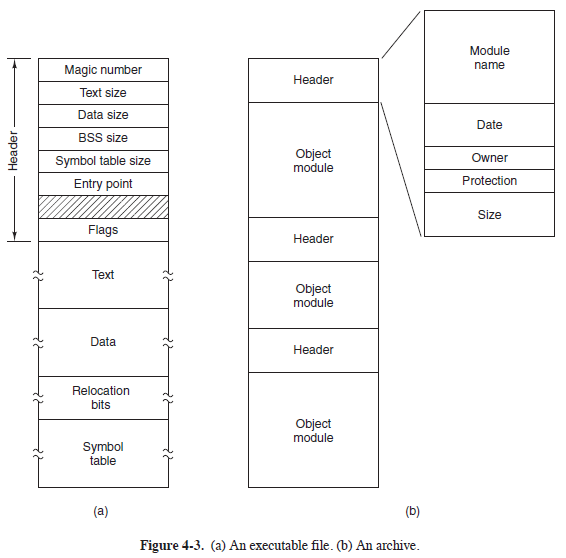 Header
Magic number
Text size
Data size
BSS size
Symbol table size
Entry point
Flags
Text
Data
Relocation
bits
Symbol
table
(a)
Header
Object
module
Header
Object
module
Header
Object
module
Module
name
Date
Owner
Protection
Size
(b)
Figure 4-3. (a) An executable file. (b) An archive.